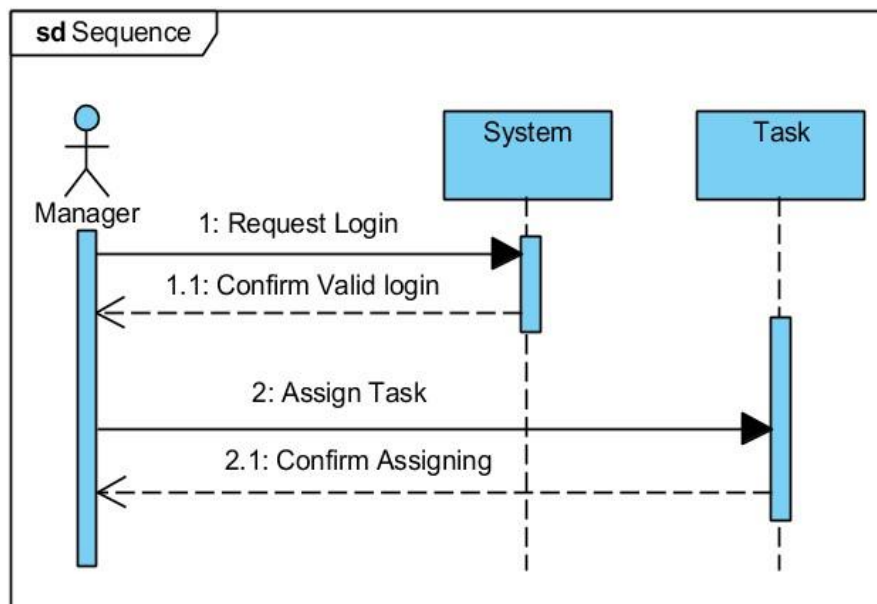 sd Sequence
System
Task
Manager
1: Request Login
1.1: Confirm Valid login
2: Assign Task
2.1: Confirm Assigning